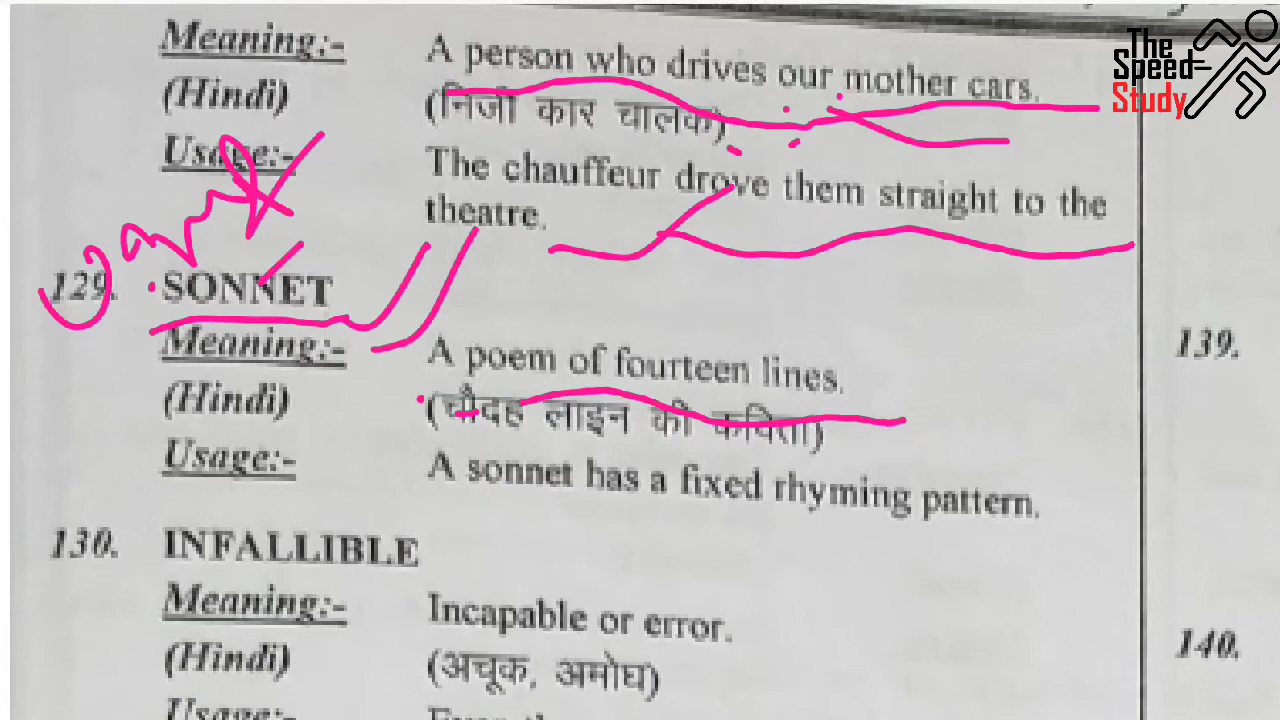 The
Speed
Study
Meaning:- A person who drives our mother cars.
(Hindi) (निजी कार चालक)
Usage:- The chauffeur drove them straight to the
theatre.
129. SONNET
Meaning:- A poem of fourteen lines.
(Hindi) (चौदह लाइन की कविता)
Usage:- A sonnet has a fixed rhyming pattern.
130. INFALLIBLE
Meaning:- Incapable or error.
(Hindi) (अचूक, अमोघ)
Usage:-
139.
140.